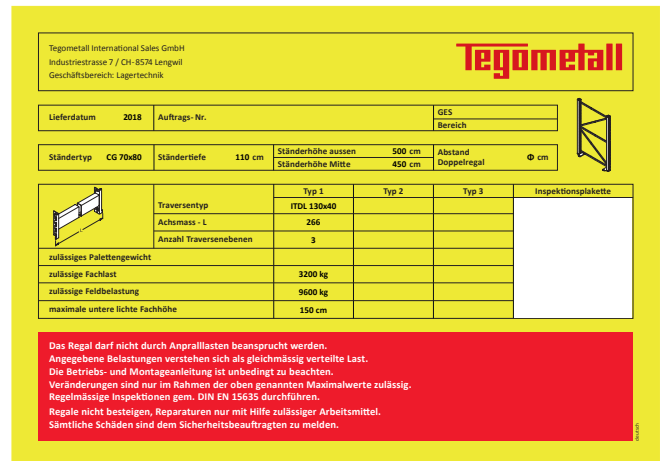 Tegometall International Sales GmbH
Industriestrasse 7 / CH-8574 Lengwil
Geschäftsbereich: Lagertechnik
Tegometall
Lieferdatum 2018 Auftrags- Nr. GES
Bereich
Ständertyp CG 70x80 Ständertiefe 110 cm Ständerhöhe aussen 500 cm Abstand
Ständerhöhe Mitte 450 cm Doppelregal Φ cm
Typ 1 Typ 2 Typ 3 Inspektionsplakette
Traversentyp ITDL 130x40
Achsmass - L 266
Anzahl Traversenebenen 3
L
zulässiges Palettengewicht
zulässige Fachlast 3200 kg
zulässige Feldbelastung 9600 kg
maximale untere lichte Fachhöhe 150 cm
Das Regal darf nicht durch Anpralllasten beansprucht werden.
Angegebene Belastungen verstehen sich als gleichmässig verteilte Last.
Die Betriebs- und Montageanleitung ist unbedingt zu beachten.
Veränderungen sind nur im Rahmen der oben genannten Maximalwerte zulässig.
Regelmässige Inspektionen gem. DIN EN 15635 durchführen.
Regale nicht besteigen, Reparaturen nur mit Hilfe zulässiger Arbeitsmittel.
Sämtliche Schäden sind dem Sicherheitsbeauftragten zu melden.
deutsch